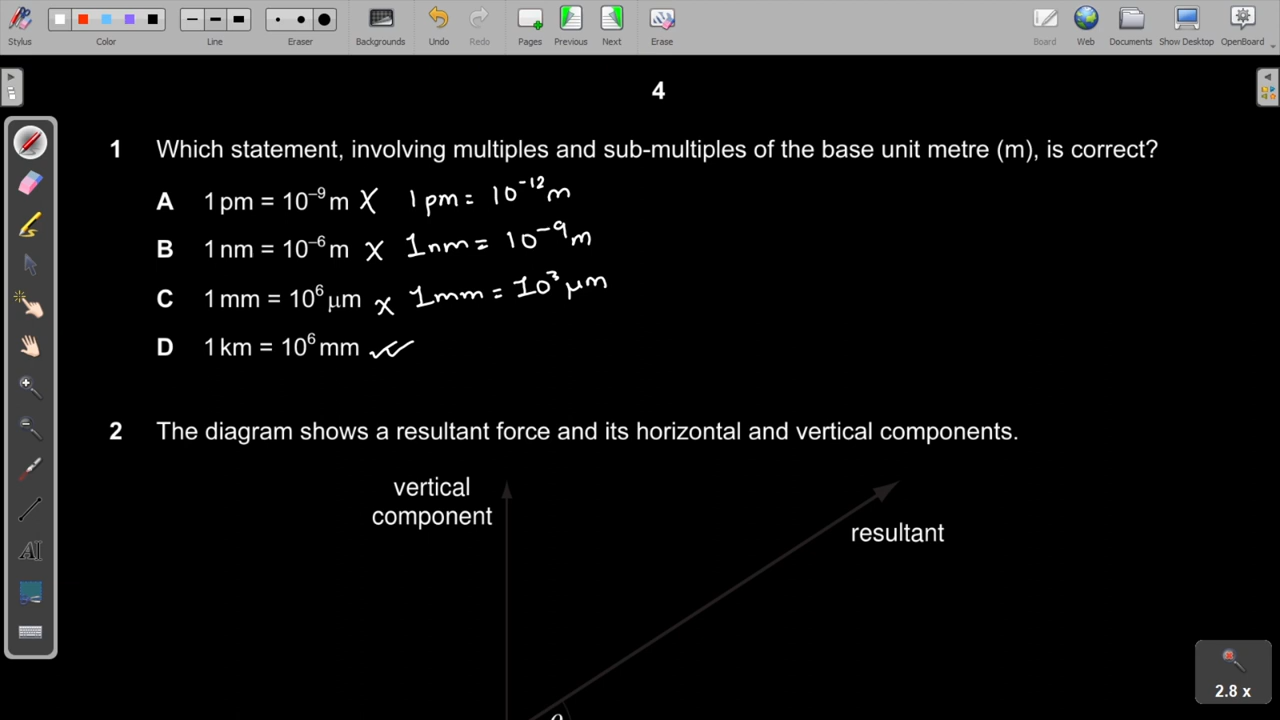 Stylus Color Line Eraser Backgrounds Undo Redo Pages Previous Next Erase Board Web Documents Show Desktop OpenBoard
4
1 Which statement, involving multiples and sub-multiples of the base unit metre (m), is correct?
A 1 pm = 10⁻⁹ m X 1 pm = 10⁻¹² m
B 1 nm = 10⁻⁶ m X 1 nm = 10⁻⁹ m
C 1 mm = 10⁶ μm X 1 mm = 10³ μm
D 1 km = 10⁶ mm ✓
2 The diagram shows a resultant force and its horizontal and vertical components.
vertical
component
resultant
AI
2.8 x